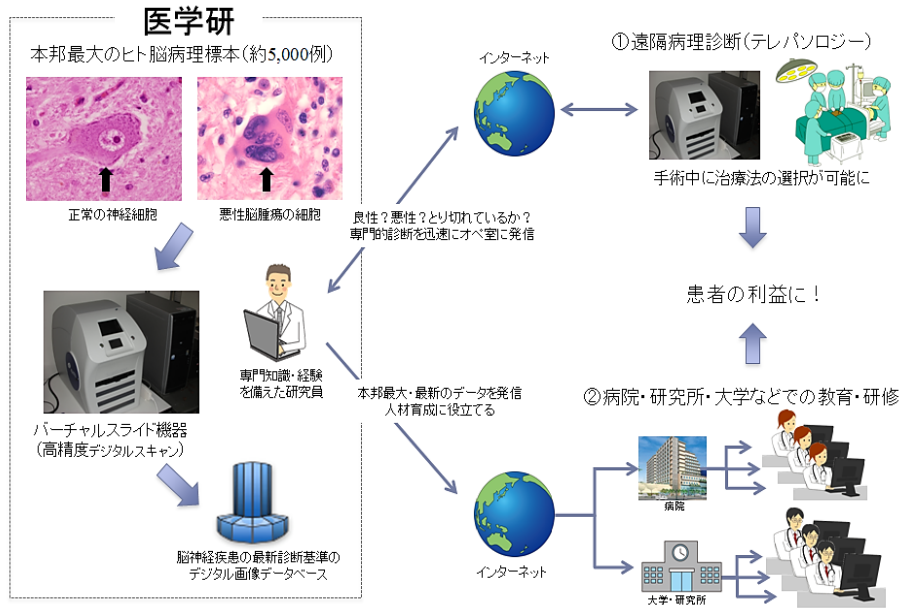 医学研
本邦最大のヒト脳病理標本(約5,000例)
正常の神経細胞
悪性脳腫瘍の細胞
バーチャルスライド機器
(高精度デジタルスキャン)
専門知識・経験
を備えた研究員
脳神経疾患の最新診断基準の
デジタル画像データベース
インターネット
良性?悪性?とり切れているか?
専門的診断を迅速にオペ室に発信
①遠隔病理診断(テレパソロジー)
手術中に治療法の選択が可能に
患者の利益に!
本邦最大・最新のデータを発信
人材育成に役立てる
インターネット
②病院・研究所・大学などでの教育・研修
病院
大学・研究所